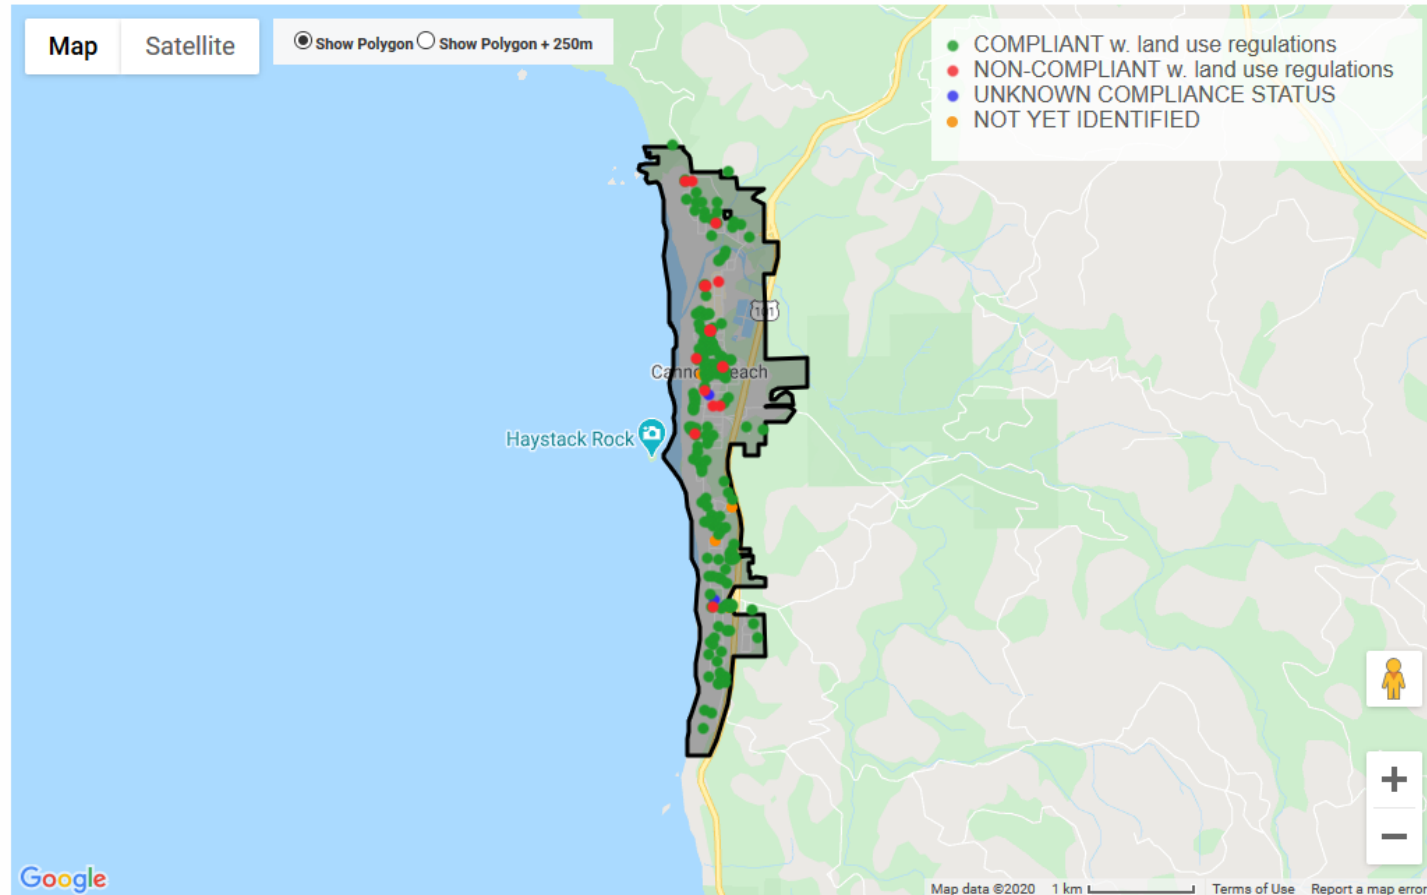 Map
Satellite
Show Polygon
Show Polygon + 250m
COMPLIANT w. land use regulations
NON-COMPLIANT w. land use regulations
UNKNOWN COMPLIANCE STATUS
NOT YET IDENTIFIED
101
Haystack Rock
Google
Map data ©2020
1 km
Terms of Use
Report a map error